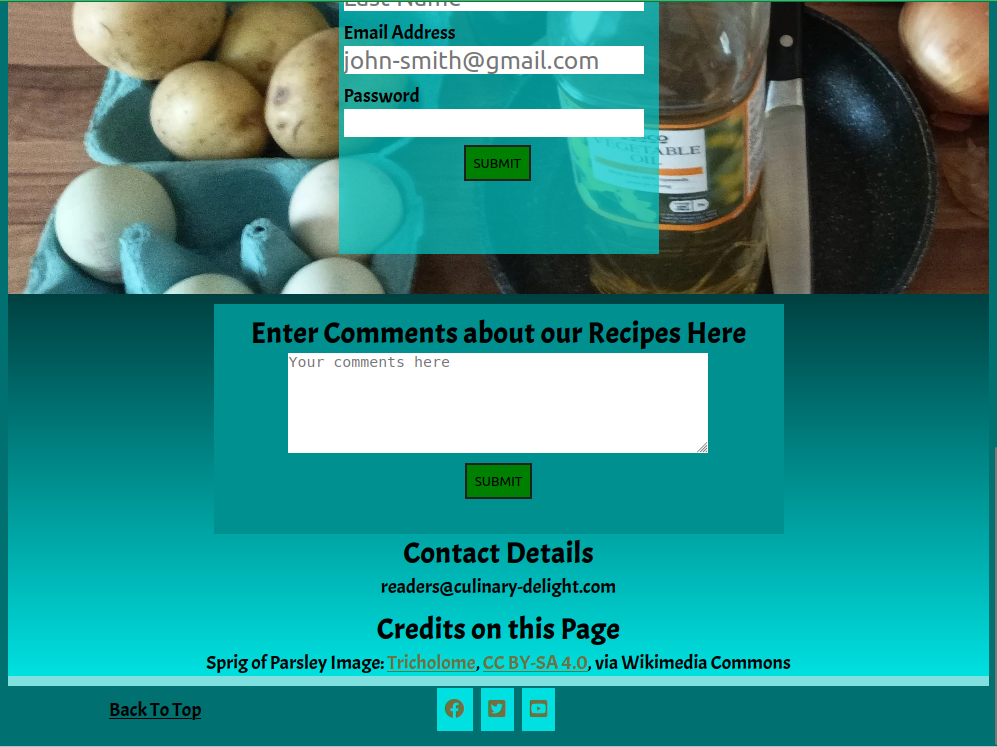 Last Name
Email Address
john-smith@gmail.com
Password
VEGETABLE
OIL
SUBMIT
Enter Comments about our Recipes Here
Your comments here
SUBMIT
Contact Details
readers@culinary-delight.com
Credits on this Page
Sprig of Parsley Image: Tricholome, CC BY-SA 4.0, via Wikimedia Commons
Back To Top